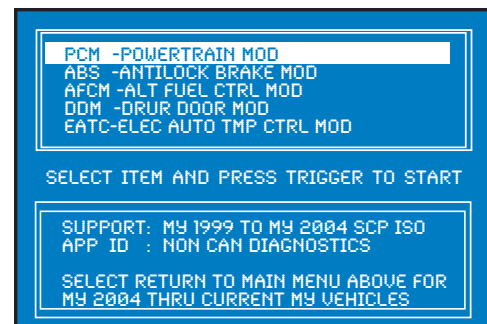 PCM -POWERTRAIN MOD
ABS -ANTILOCK BRAKE MOD
AFCM -ALT FUEL CTRL MOD
DDM -DRUR DOOR MOD
EATC-ELEC AUTO TMP CTRL MOD
SELECT ITEM AND PRESS TRIGGER TO START
SUPPORT: MY 1999 TO MY 2004 SCP ISO
APP ID : NON CAN DIAGNOSTICS
SELECT RETURN TO MAIN MENU ABOVE FOR
MY 2004 THRU CURRENT MY VEHICLES